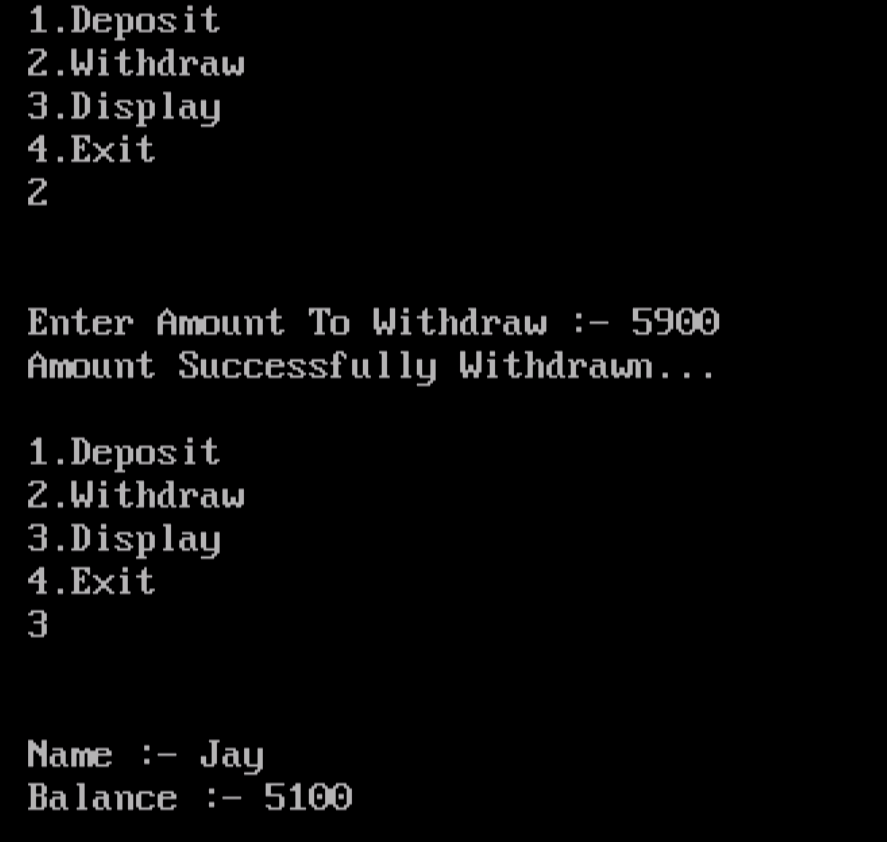 1.Deposit
2.Withdraw
3.Display
4.Exit
2
Enter Amount To Withdraw :- 5900
Amount Successfully Withdrawn...
1.Deposit
2.Withdraw
3.Display
4.Exit
3
Name :- Jay
Balance :- 5100